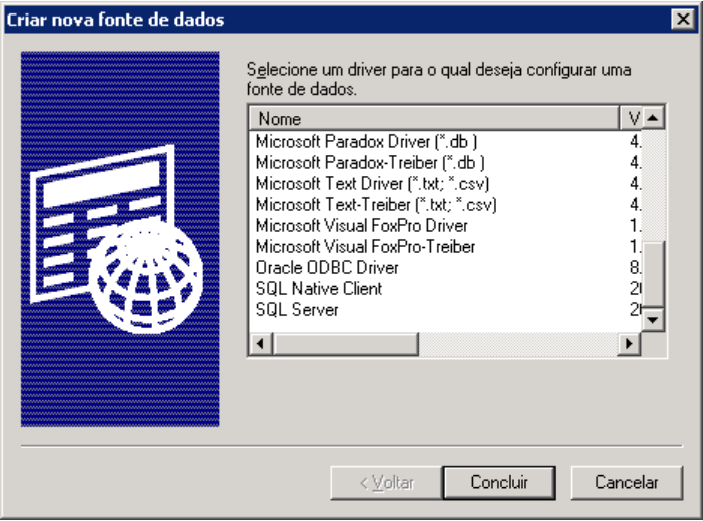 Criar nova fonte de dados
Selecione um driver para o qual deseja configurar uma
fonte de dados.
Nome V
Microsoft Paradox Driver (*.db ) 4.
Microsoft Paradox-Treiber (*.db ) 4.
Microsoft Text Driver (*.txt; *.csv) 4.
Microsoft Text-Treiber (*.txt; *.csv) 4.
Microsoft Visual FoxPro Driver 1.
Microsoft Visual FoxPro-Treiber 1.
Oracle ODBC Driver 8.
SQL Native Client 2
SQL Server 2
< Voltar Concluir Cancelar